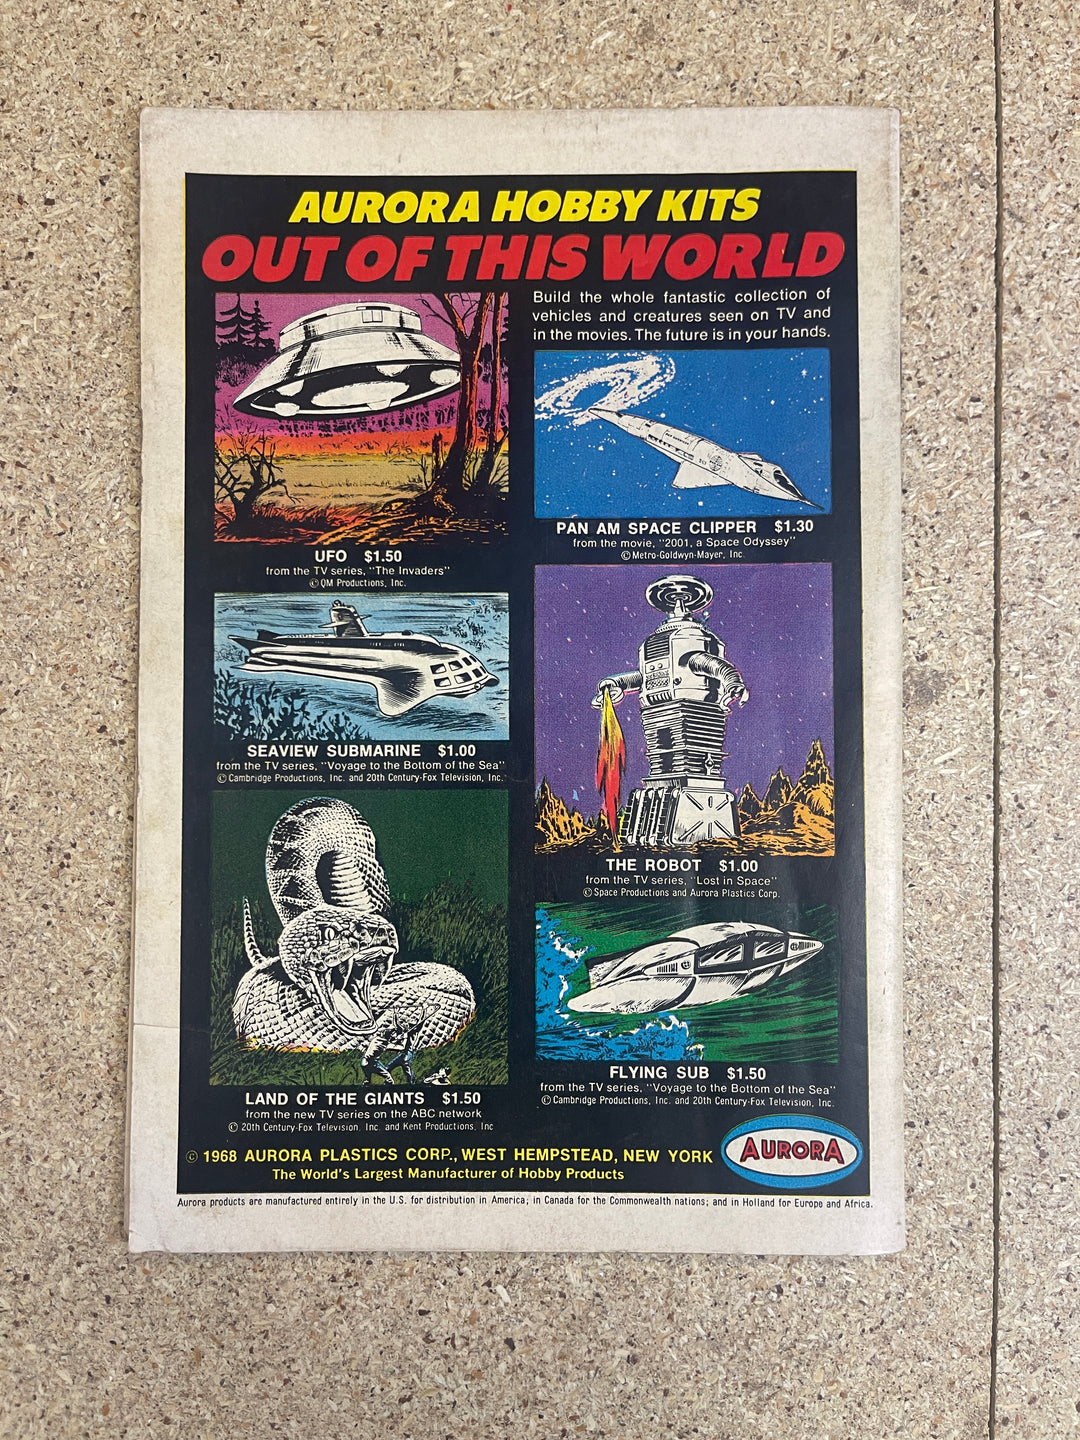 AURORA HOBBY KITS
OUT OF THIS WORLD
Build the whole fantastic collection of
vehicles and creatures seen on TV and
in the movies. The future is in your hands.
UFO $1.50
from the TV series, "The Invaders"
© QM Productions, Inc.
PAN AM SPACE CLIPPER $1.30
from the movie, "2001, a Space Odyssey"
© Metro-Goldwyn-Mayer, Inc.
SEAVIEW SUBMARINE $1.00
from the TV series, "Voyage to the Bottom of the Sea"
© Cambridge Productions, Inc. and 20th Century-Fox Television, Inc.
THE ROBOT $1.00
from the TV series, "Lost in Space"
© Space Productions and Aurora Plastics Corp.
LAND OF THE GIANTS $1.50
from the new TV series on the ABC network
© 20th Century-Fox Television, Inc. and Kent Productions, Inc
FLYING SUB $1.50
from the TV series, "Voyage to the Bottom of the Sea"
© Cambridge Productions, Inc. and 20th Century-Fox Television, Inc.
© 1968 AURORA PLASTICS CORP., WEST HEMPSTEAD, NEW YORK
The World's Largest Manufacturer of Hobby Products
AURORA
Aurora products are manufactured entirely in the U.S. for distribution in America; in Canada for the Commonwealth nations; and in Holland for Europe and Africa.